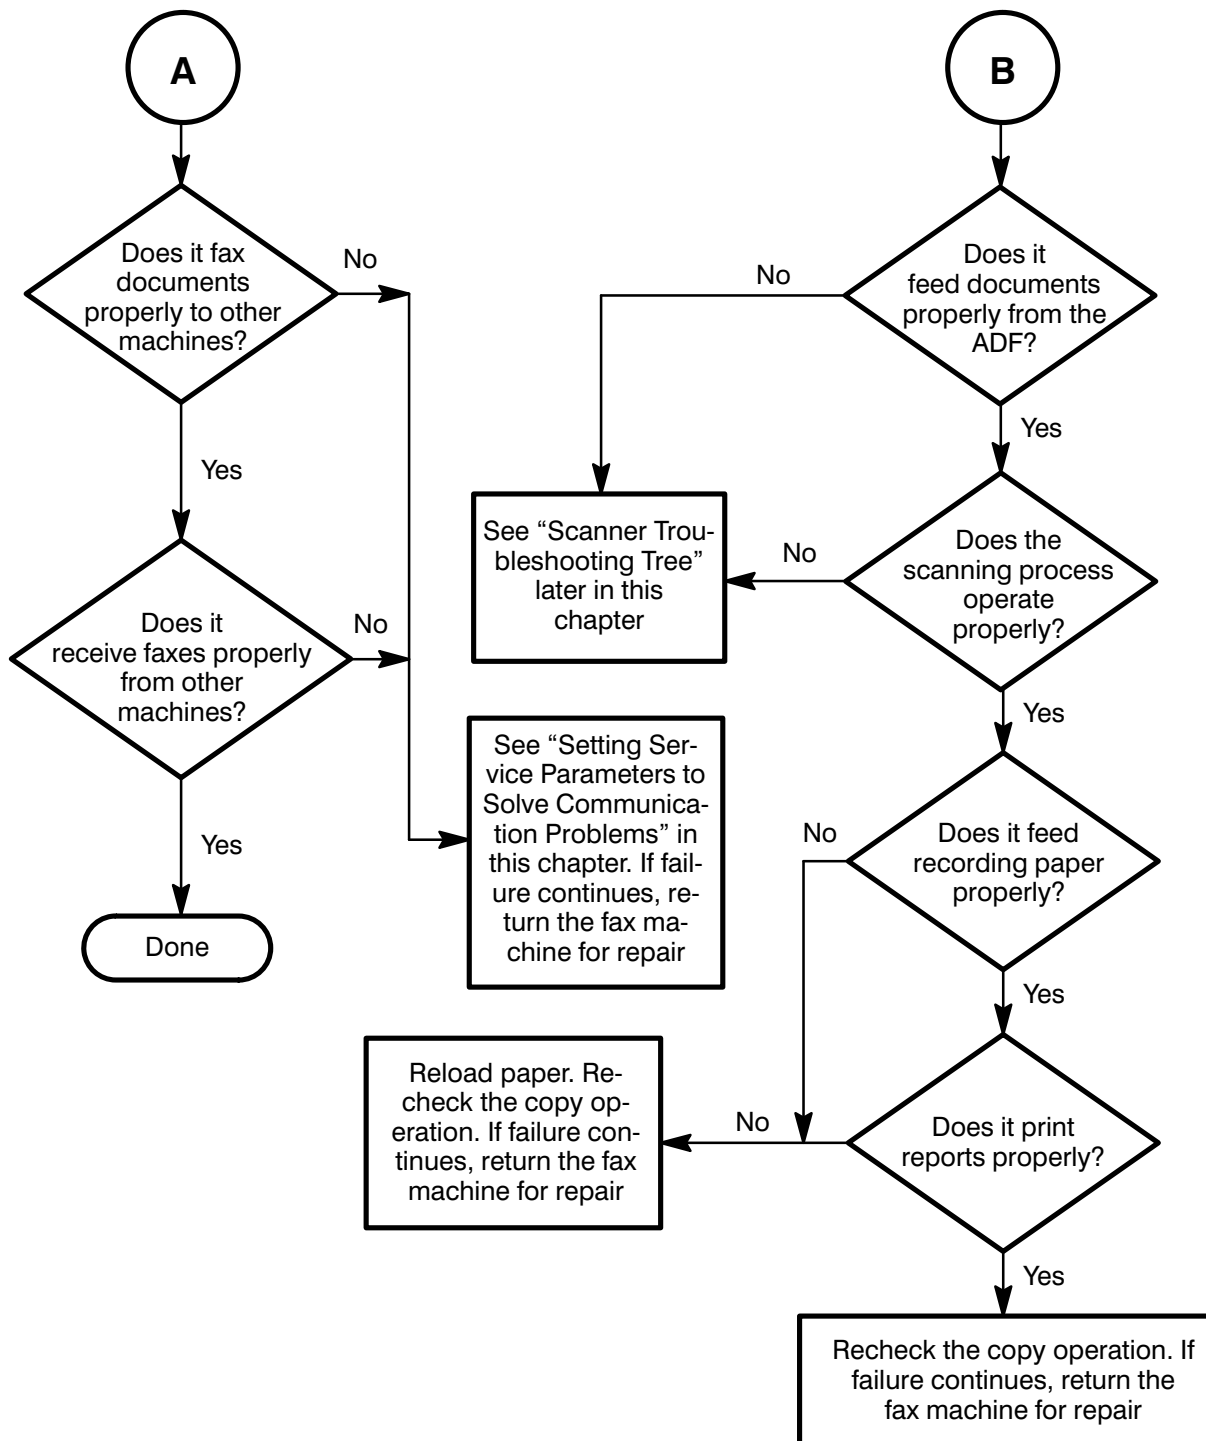 A
Does it fax
documents
properly to other
machines?
No
Yes
Does it
receive faxes properly
from other
machines?
No
Yes
Done
See “Setting Ser-
vice Parameters to
Solve Communica-
tion Problems” in
this chapter. If fail-
ure continues, re-
turn the fax ma-
chine for repair
B
Does it
feed documents
properly from the
ADF?
No
Yes
See “Scanner Trou-
bleshooting Tree”
later in this
chapter
Does the
scanning process
operate
properly?
No
Yes
Does it feed
recording paper
properly?
No
Yes
Does it print
reports properly?
No
Reload paper. Re-
check the copy op-
eration. If failure con-
tinues, return the fax
machine for repair
Yes
Recheck the copy operation. If
failure continues, return the
fax machine for repair